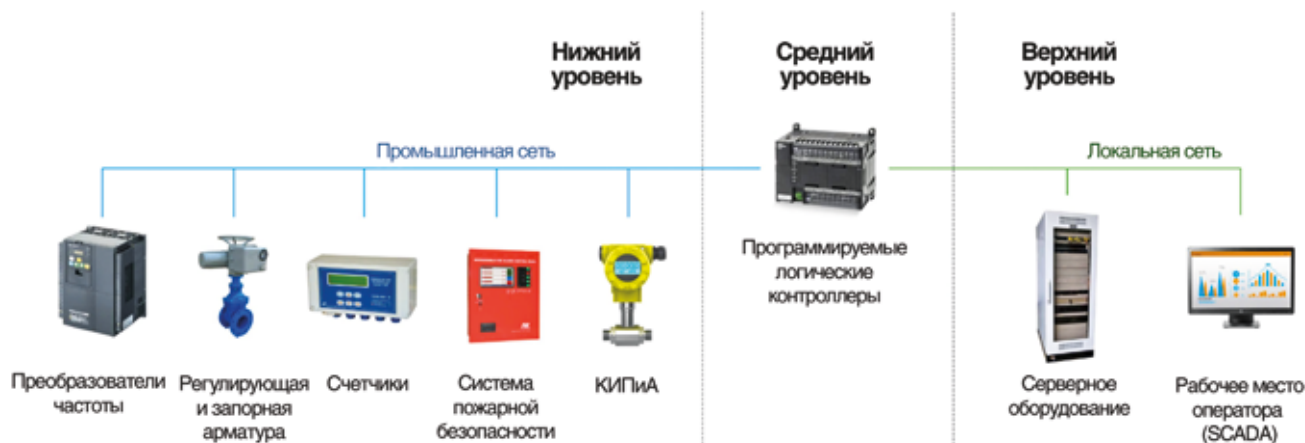 Нижний
уровень
Средний
уровень
Верхний
уровень
Промышленная сеть
Локальная сеть
Преобразователи
частоты
Регулирующая
и запорная
арматура
Счетчики
Система
пожарной
безопасности
КИПиА
Программируемые
логические
контроллеры
Серверное
оборудование
Рабочее место
оператора
(SCADA)